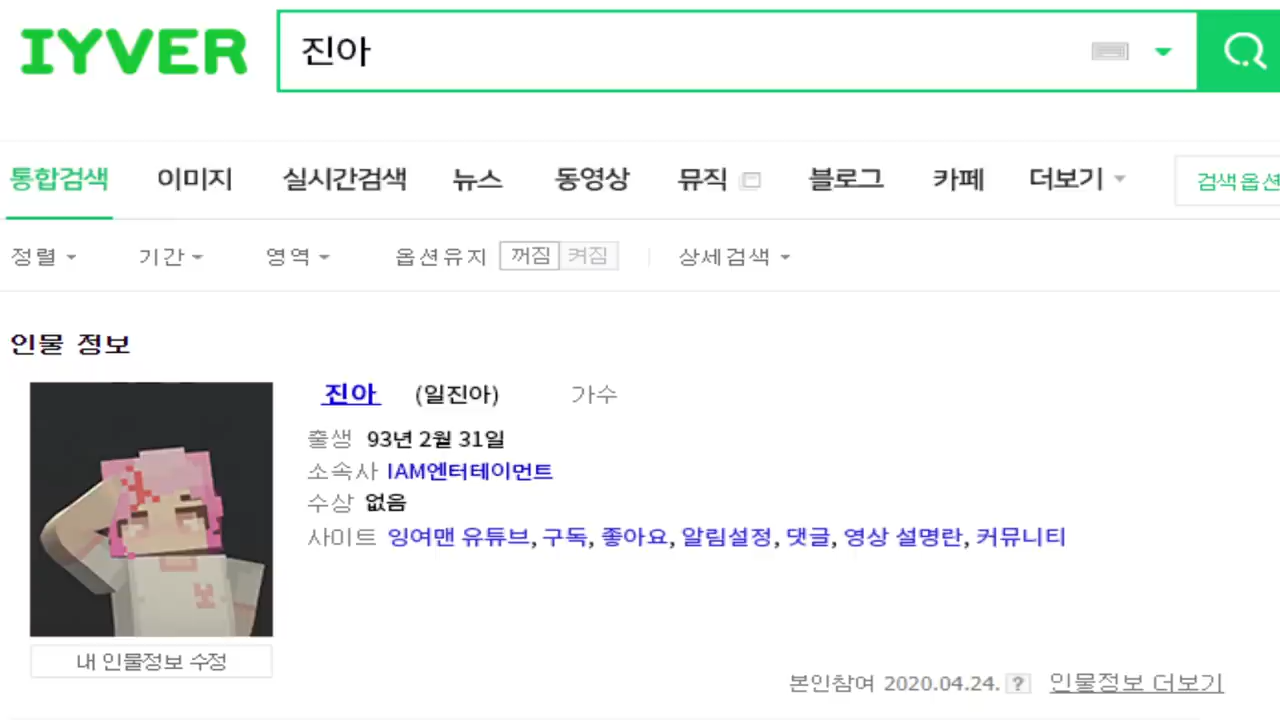 IYVER 진아
통합검색 이미지 실시간검색 뉴스 동영상 뮤직 블로그 카페 더보기 검색옵션
정렬 기간 영역 옵션유지 꺼짐 켜짐 상세검색
인물 정보
진아 (일진아) 가수
출생 93년 2월 31일
소속사 IAM엔터테이먼트
수상 없음
사이트 잉여맨 유튜브, 구독, 좋아요, 알림설정, 댓글, 영상 설명란, 커뮤니티
내 인물정보 수정
본인참여 2020.04.24. ? 인물정보 더보기